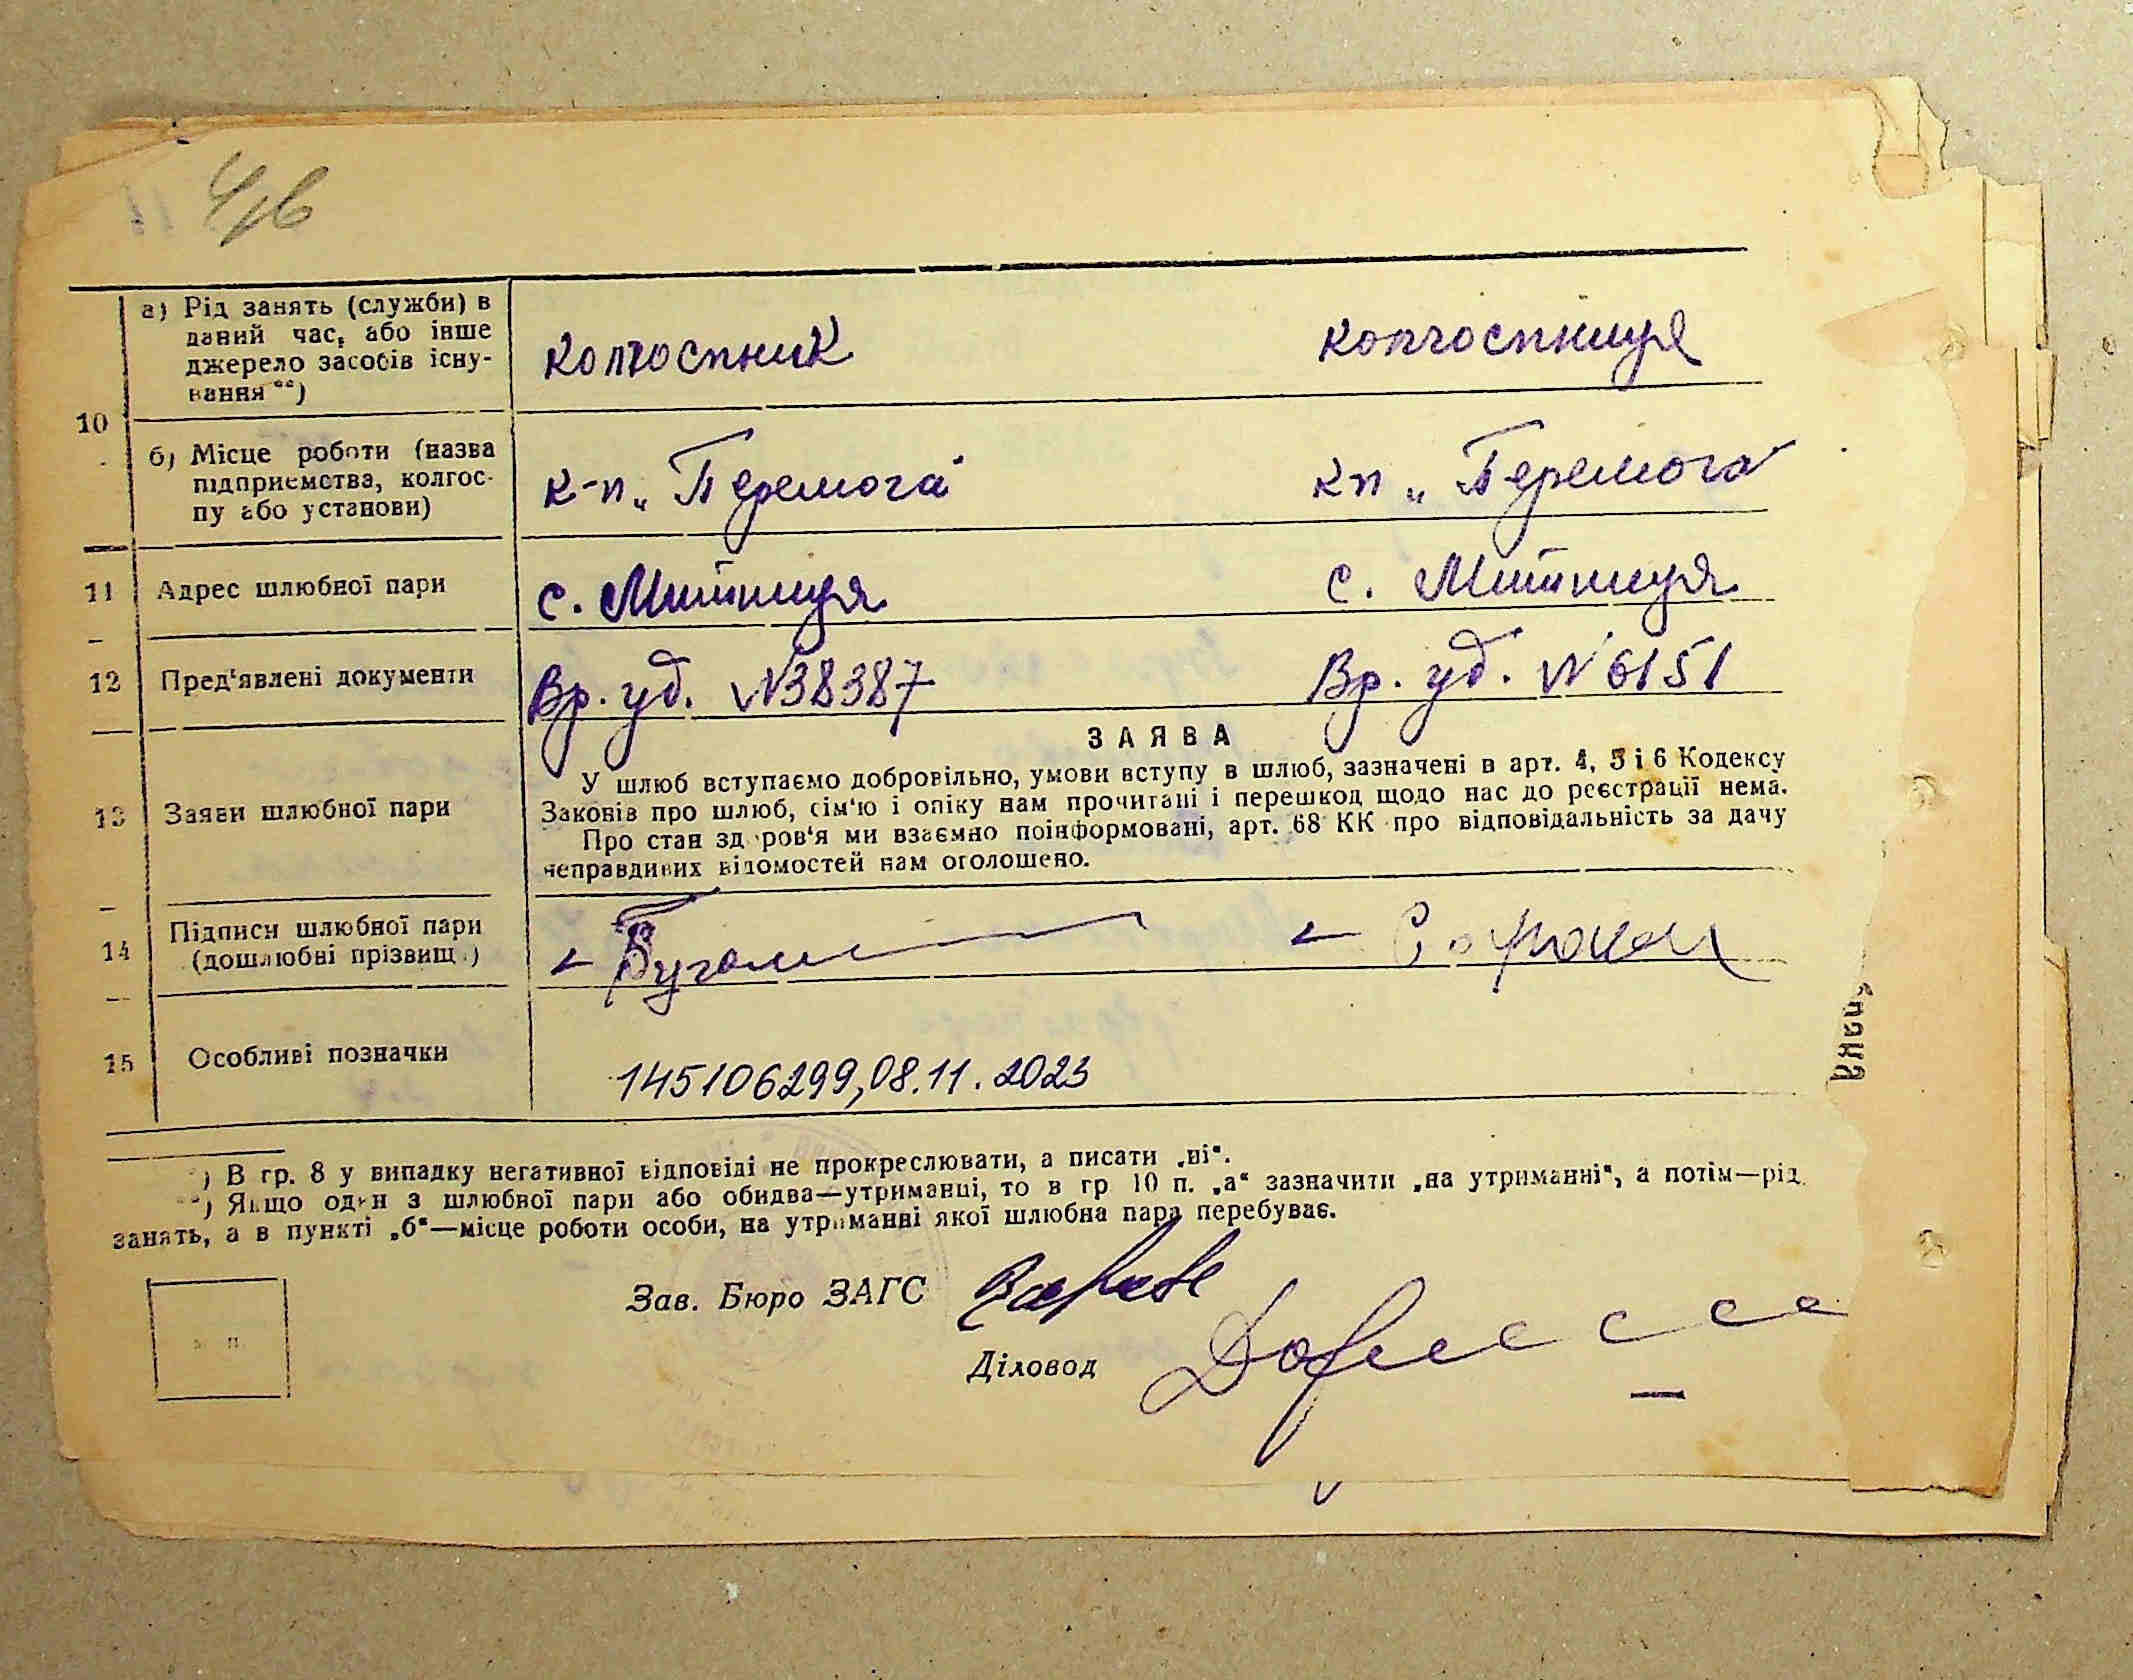 10
а) Рід занять (служби) в
даний час, або інше
джерело засобів існу-
вання**)
колгоспник
колгоспниця
б) Місце роботи (назва
підприємства, колгос-
пу або установи)
к-п „Перемога"
кп „Перемога"
11
Адрес шлюбної пари
с. Митниця
с. Митниця
12
Пред'явлені документи
Вр. уд. №38387
Вр. уд. №6151
13
Заяви шлюбної пари
ЗАЯВА
У шлюб вступаємо добровільно, умови вступу в шлюб, зазначені в арт. 4, 5 і 6 Кодексу
Законів про шлюб, сім'ю і опіку нам прочитані і перешкод щодо нас до реєстрації нема.
Про стан здоров'я ми взаємно поінформовані, арт. 68 КК про відповідальність за дачу
неправдивих відомостей нам оголошено.
14
Підписи шлюбної пари
(дошлюбні прізвищ.)
15
Особливі позначки
145106299, 08.11.2023
*) В гр. 8 у випадку негативної відповіді не прокреслювати, а писати „ні".
**) Якщо один з шлюбної пари або обидва—утриманці, то в гр 10 п. „а" зазначити „на утриманні", а потім—рід
занять, а в пункті „б"—місце роботи особи, на утриманні якої шлюбна пара перебуває.
Зав. Бюро ЗАГС
Діловод